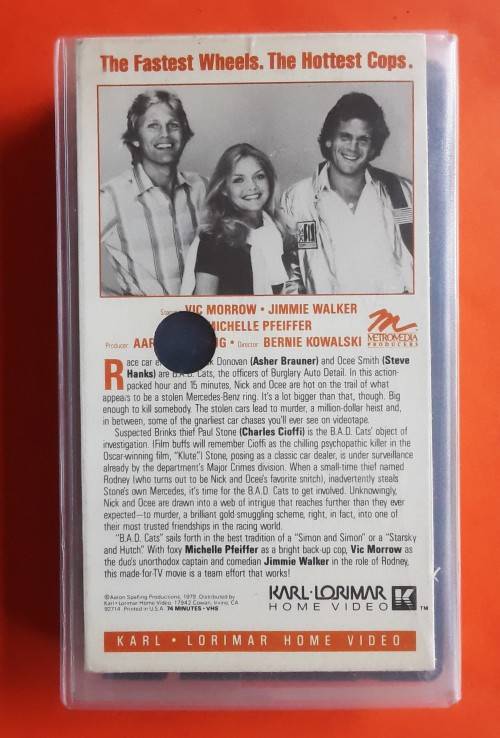 The Fastest Wheels. The Hottest Cops.
VIC MORROW • JIMMIE WALKER
MICHELLE PFEIFFER
Producer AAR G • Director BERNIE KOWALSKI
M
METROMEDIA
PRODUCERS
Race car Donovan (Asher Brauner) and Ocee Smith (Steve
Hanks) are B.A.D. Cats, the officers of Burglary Auto Detail. In this action-
packed hour and 15 minutes, Nick and Ocee are hot on the trail of what
appears to be a stolen Mercedes-Benz ring. It's a lot bigger than that, though. Big
enough to kill somebody. The stolen cars lead to murder, a million-dollar heist and,
in between, some of the gnarliest car chases you'll ever see on videotape.
Suspected Brinks thief Paul Stone (Charles Cioffi) is the B.A.D. Cats' object of
investigation. (Film buffs will remember Cioffi as the chilling psychopathic killer in the
Oscar-winning film, "Klute.") Stone, posing as a classic car dealer, is under surveillance
already by the department's Major Crimes division. When a small-time thief named
Rodney (who turns out to be Nick and Ocee's favorite snitch), inadvertently steals
Stone's own Mercedes, it's time for the B.A.D. Cats to get involved. Unknowingly,
Nick and Ocee are drawn into a web of intrigue that reaches further than they ever
expected—to murder, a brilliant gold-smuggling scheme, right, in fact, into one of
their most trusted friendships in the racing world.
"B.A.D. Cats" sails forth in the best tradition of a "Simon and Simon" or a "Starsky
and Hutch." With foxy Michelle Pfeiffer as a bright back-up cop, Vic Morrow as
the duo's unorthodox captain and comedian Jimmie Walker in the role of Rodney,
this made-for-TV movie is a team effort that works!
©Aaron Spelling Productions, 1979. Distributed by
Karl•Lorimar Home Video, 17942 Cowan, Irvine, CA
92714. Printed in U.S.A. 74 MINUTES • VHS
KARL•LORIMAR
HOME VIDEO
K
TM
KARL • LORIMAR HOME VIDEO